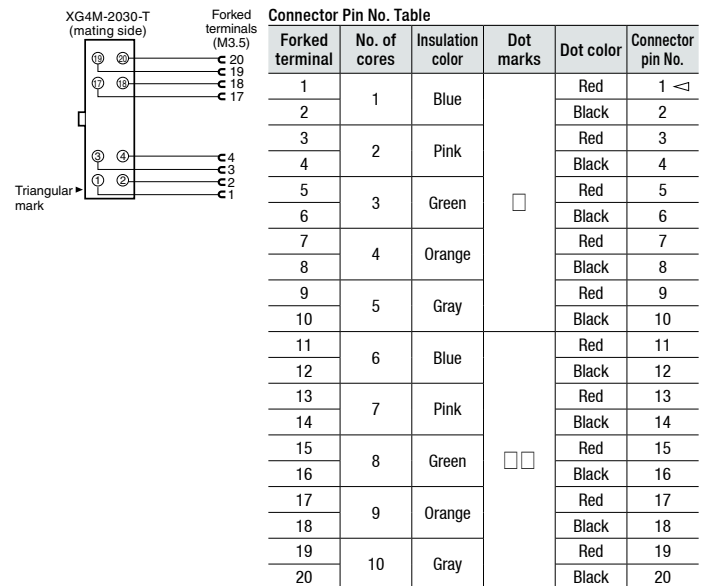 XG4M-2030-T
(mating side)
Forked
terminals
(M3.5)
⑲ ⑳ 20
19
⑰ ⑱ 18
17
③ ④ 4
3
① ② 2
1
Triangular
mark
Connector Pin No. Table
Forked terminal No. of cores Insulation color Dot marks Dot color Connector pin No.
1 1 Blue □ Red 1 ◅
2 Black 2
3 2 Pink Red 3
4 Black 4
5 3 Green Red 5
6 Black 6
7 4 Orange Red 7
8 Black 8
9 5 Gray Red 9
10 Black 10
11 6 Blue □□ Red 11
12 Black 12
13 7 Pink Red 13
14 Black 14
15 8 Green Red 15
16 Black 16
17 9 Orange Red 17
18 Black 18
19 10 Gray Red 19
20 Black 20